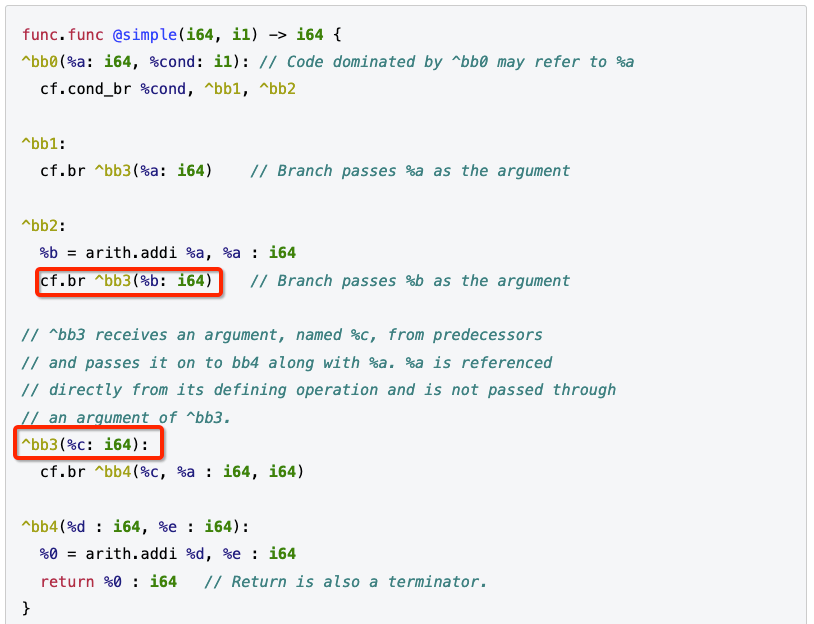 func.func @simple(i64, i1) -> i64 {
^bb0(%a: i64, %cond: i1): // Code dominated by ^bb0 may refer to %a
  cf.cond_br %cond, ^bb1, ^bb2

^bb1:
  cf.br ^bb3(%a: i64)    // Branch passes %a as the argument

^bb2:
  %b = arith.addi %a, %a : i64
  cf.br ^bb3(%b: i64)    // Branch passes %b as the argument

// ^bb3 receives an argument, named %c, from predecessors
// and passes it on to bb4 along with %a. %a is referenced
// directly from its defining operation and is not passed through
// an argument of ^bb3.
^bb3(%c: i64):
  cf.br ^bb4(%c, %a : i64, i64)

^bb4(%d : i64, %e : i64):
  %0 = arith.addi %d, %e : i64
  return %0 : i64   // Return is also a terminator.
}